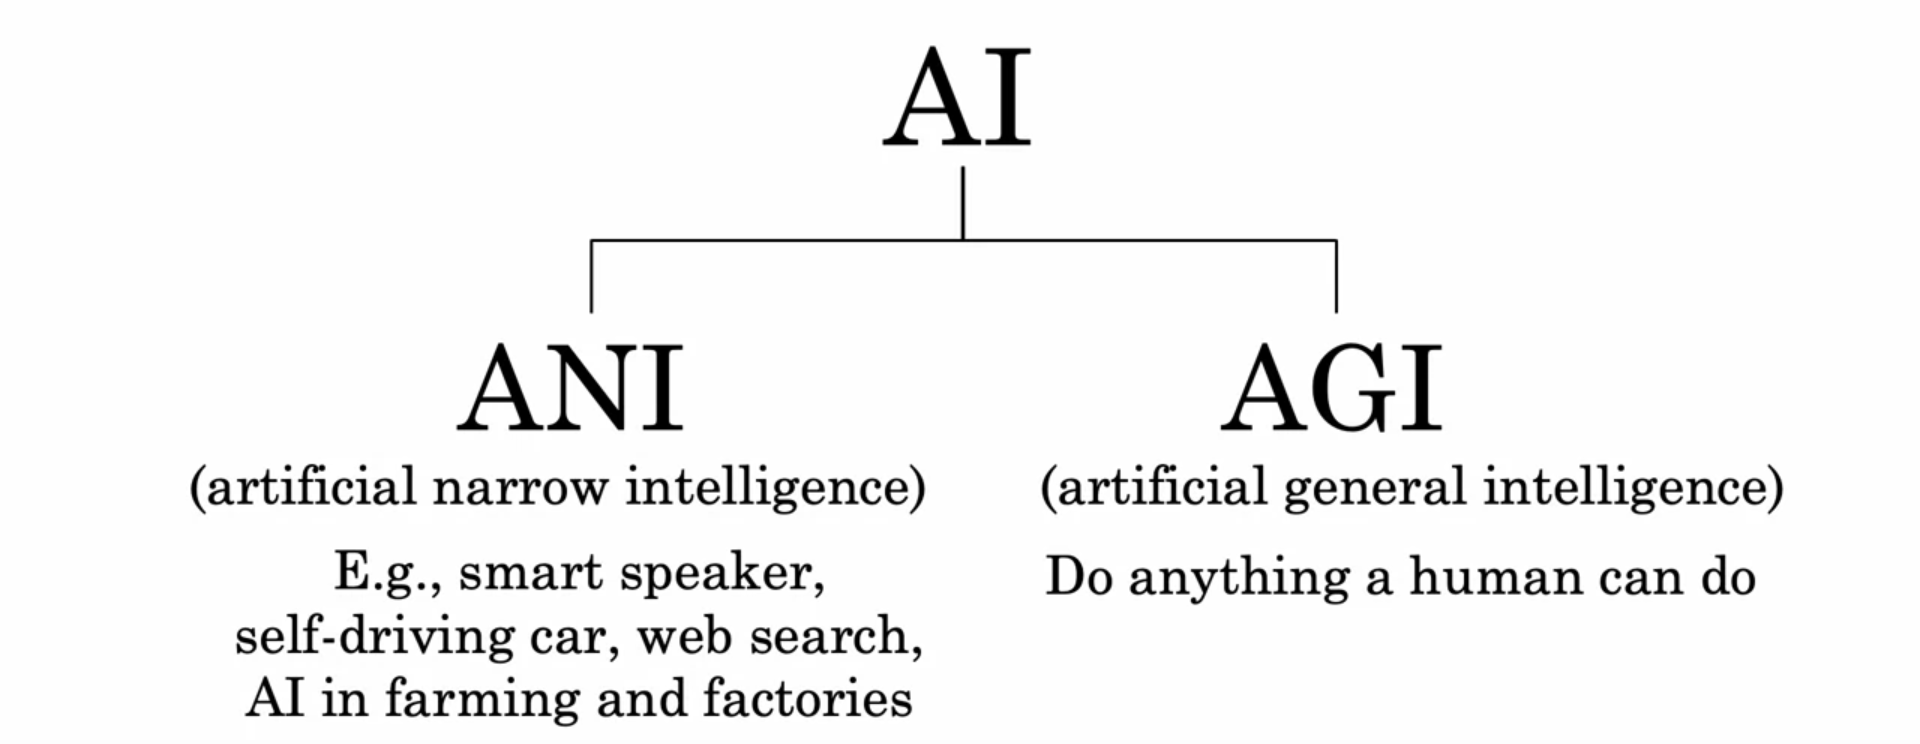 AI
ANI
(artificial narrow intelligence)
E.g., smart speaker,
self-driving car, web search,
AI in farming and factories
AGI
(artificial general intelligence)
Do anything a human can do